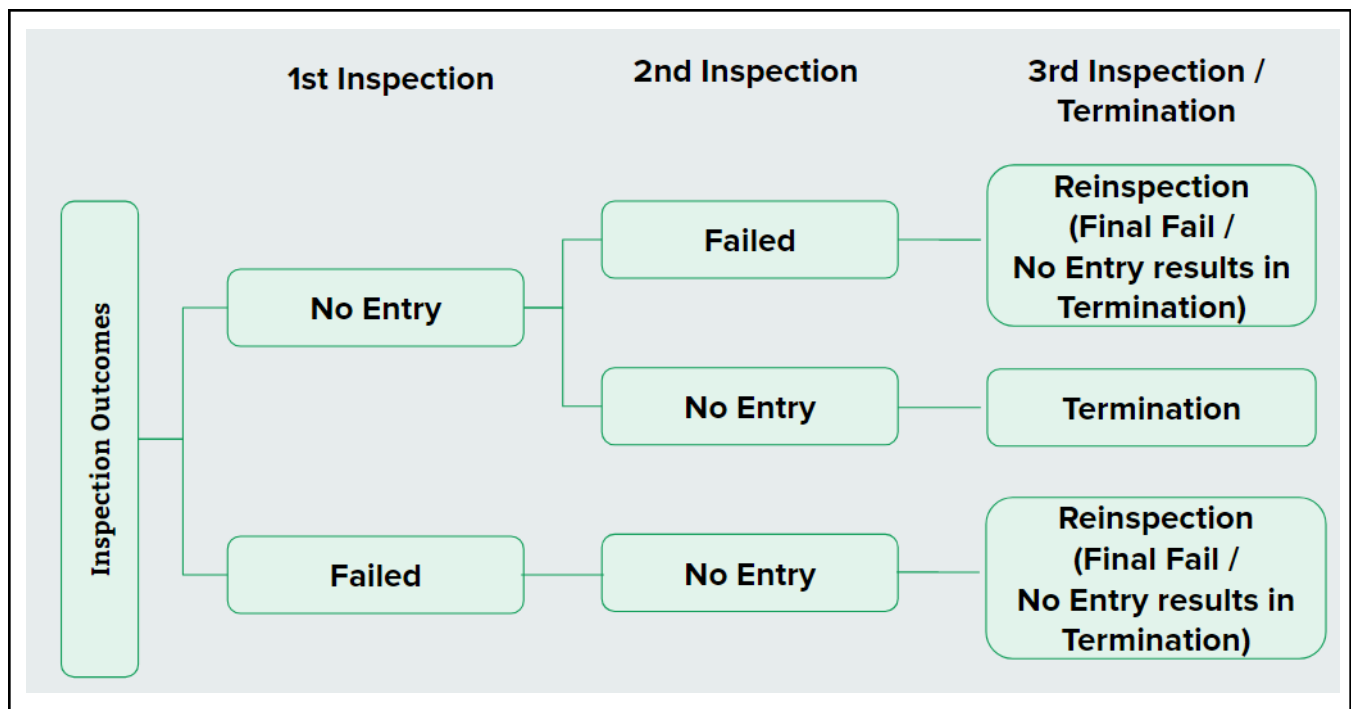 1st Inspection
2nd Inspection
3rd Inspection /
Termination
Inspection Outcomes
No Entry
Failed
Reinspection
(Final Fail /
No Entry results in
Termination)
No Entry
Termination
Failed
No Entry
Reinspection
(Final Fail /
No Entry results in
Termination)